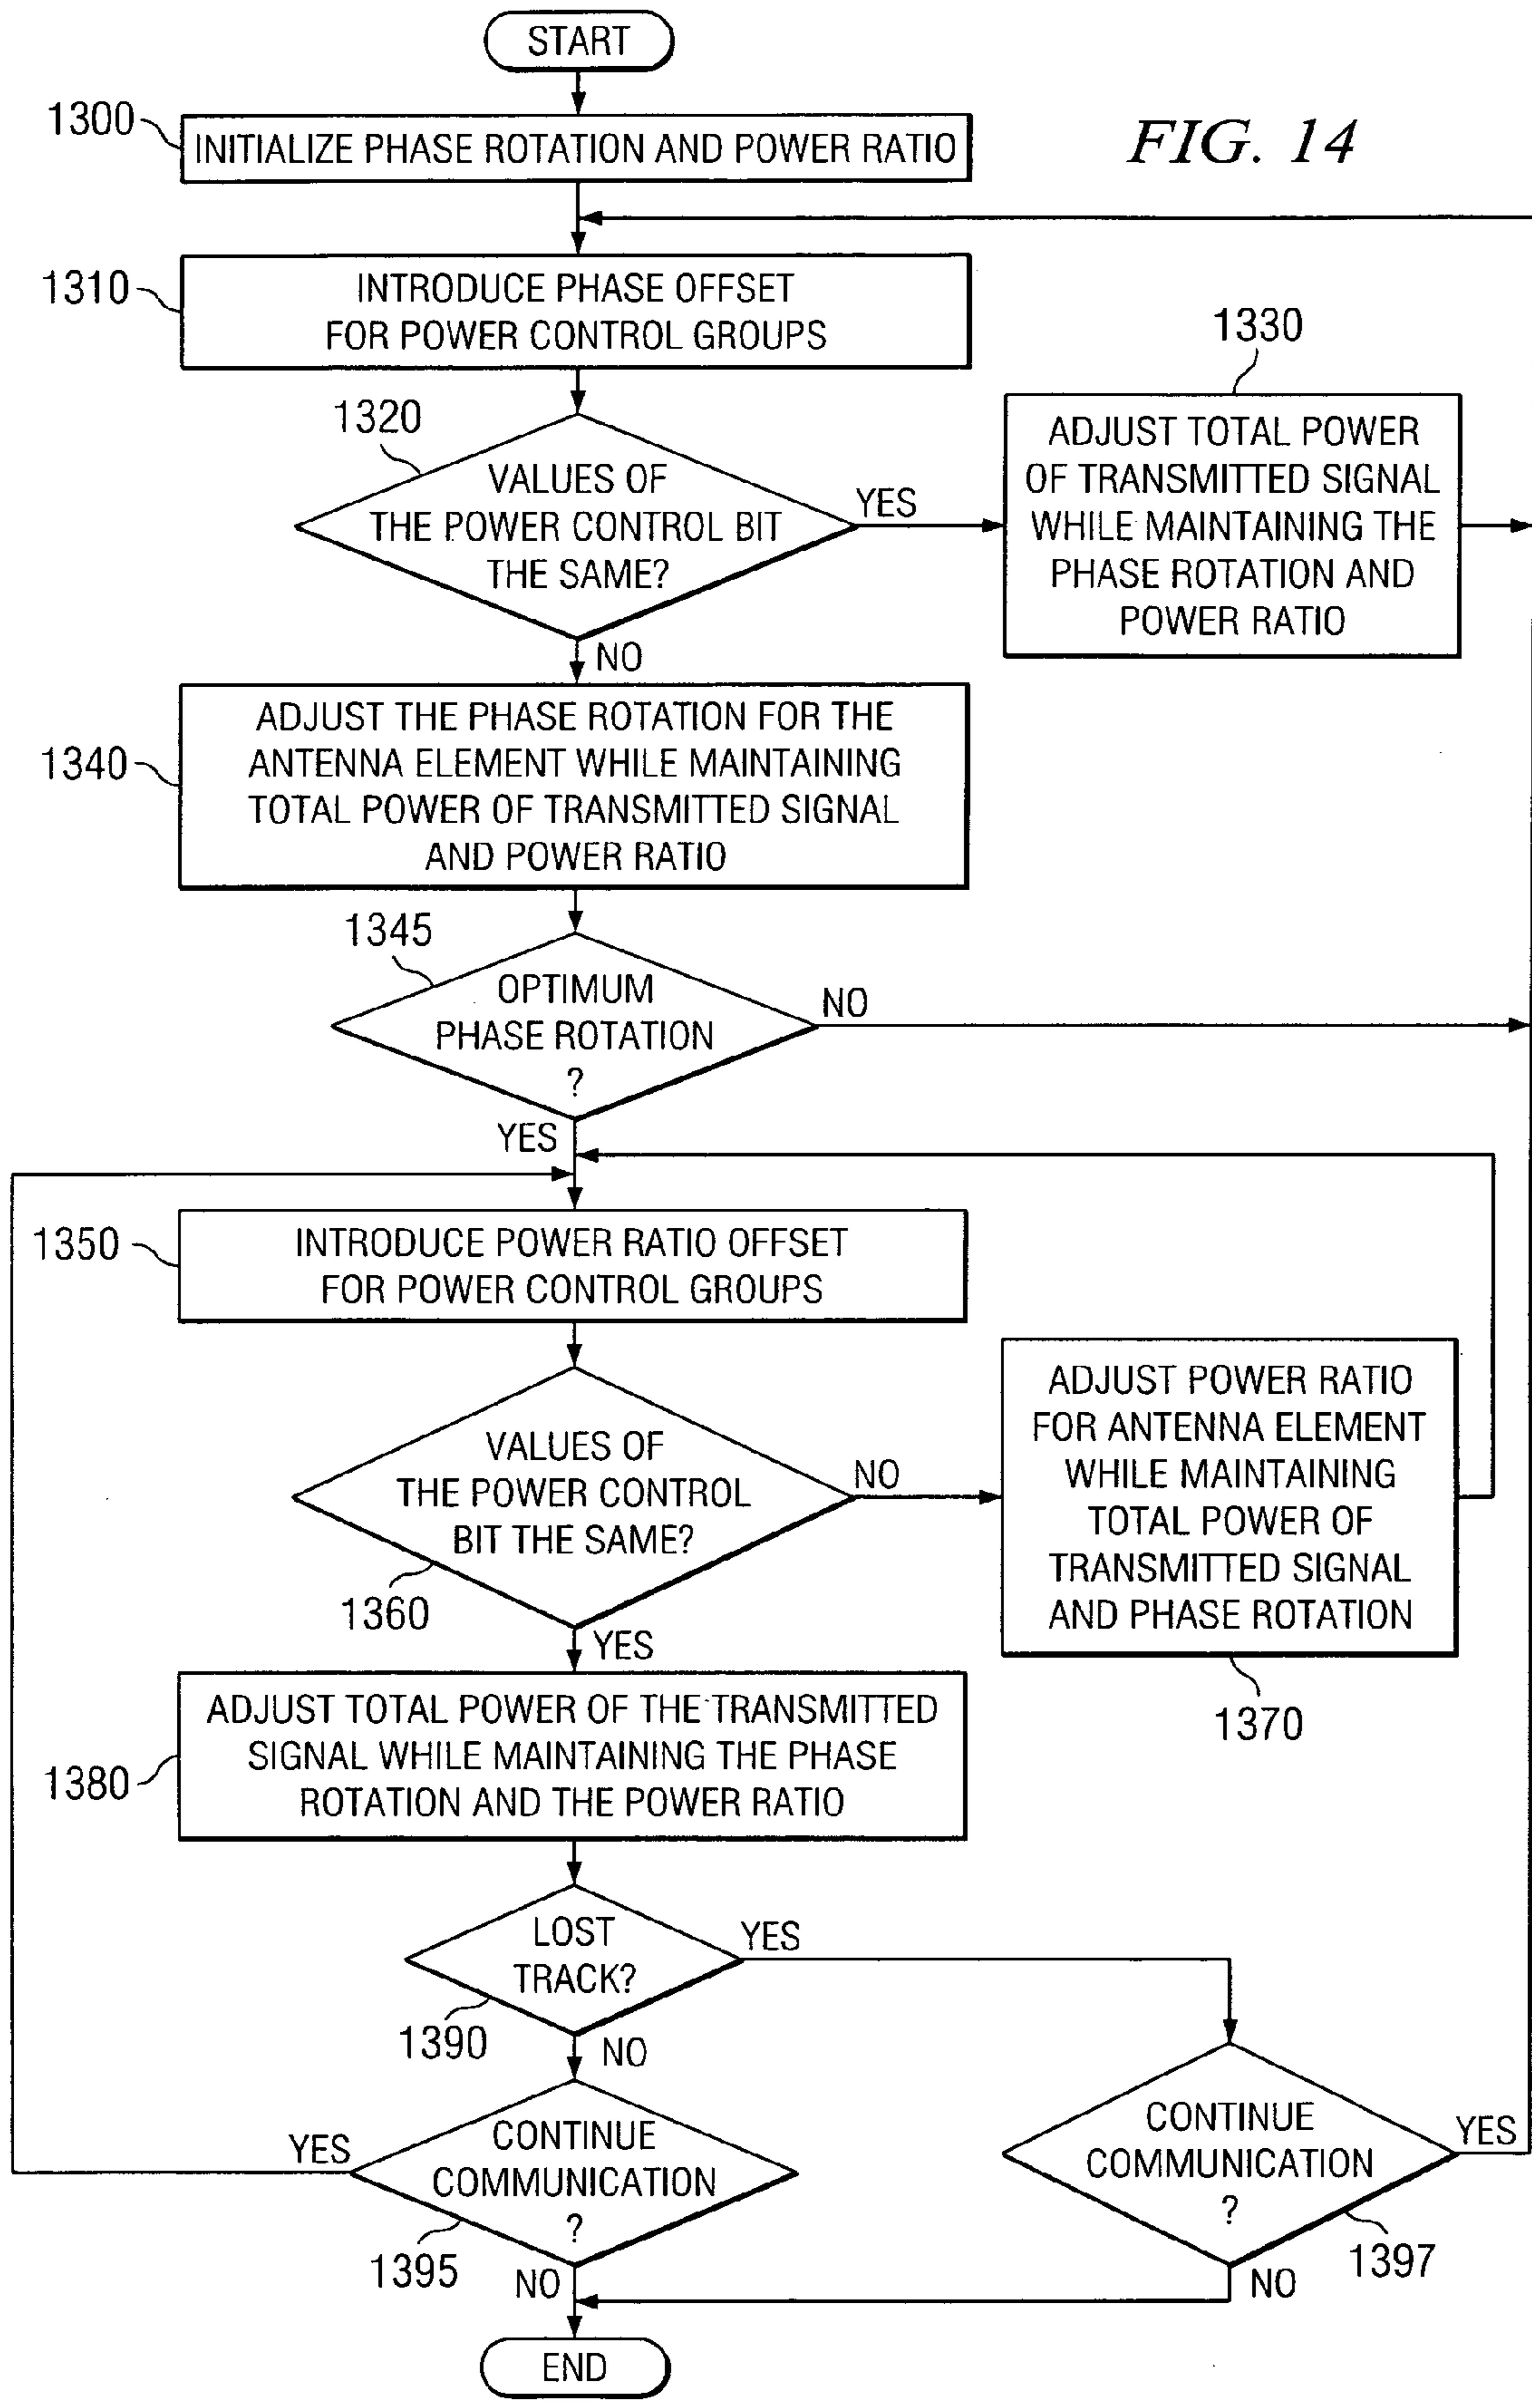 START
1300
INITIALIZE PHASE ROTATION AND POWER RATIO
FIG. 14
1310
INTRODUCE PHASE OFFSET
FOR POWER CONTROL GROUPS
1320
VALUES OF
THE POWER CONTROL BIT
THE SAME?
YES
1330
ADJUST TOTAL POWER
OF TRANSMITTED SIGNAL
WHILE MAINTAINING THE
PHASE ROTATION AND
POWER RATIO
NO
1340
ADJUST THE PHASE ROTATION FOR THE
ANTENNA ELEMENT WHILE MAINTAINING
TOTAL POWER OF TRANSMITTED SIGNAL
AND POWER RATIO
1345
OPTIMUM
PHASE ROTATION
?
NO
YES
1350
INTRODUCE POWER RATIO OFFSET
FOR POWER CONTROL GROUPS
VALUES OF
THE POWER CONTROL
BIT THE SAME?
1360
NO
ADJUST POWER RATIO
FOR ANTENNA ELEMENT
WHILE MAINTAINING
TOTAL POWER OF
TRANSMITTED SIGNAL
AND PHASE ROTATION
1370
YES
1380
ADJUST TOTAL POWER OF THE TRANSMITTED
SIGNAL WHILE MAINTAINING THE PHASE
ROTATION AND THE POWER RATIO
LOST
TRACK?
YES
1390
NO
YES
CONTINUE
COMMUNICATION
?
1395
NO
CONTINUE
COMMUNICATION
?
YES
1397
NO
END